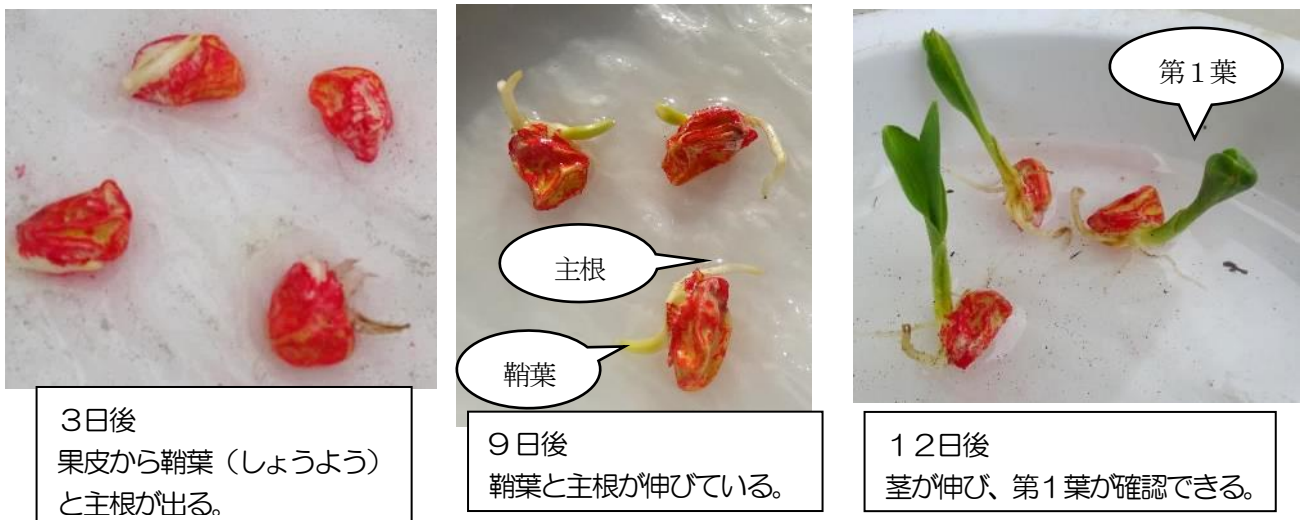 3日後
果皮から鞘葉（しょうよう）
と主根が出る。
主根
鞘葉
9日後
鞘葉と主根が伸びている。
第1葉
12日後
茎が伸び、第1葉が確認できる。